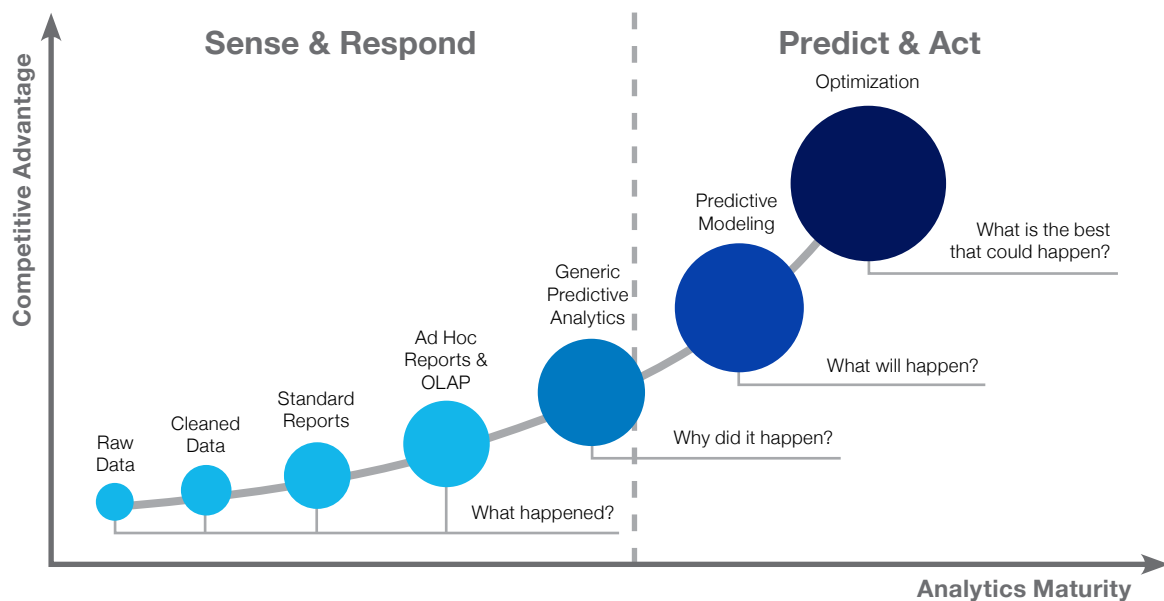 Sense & Respond
Predict & Act
Competitive Advantage
Optimization
Predictive
Modeling
What is the best
that could happen?
Generic
Predictive
Analytics
Ad Hoc
Reports &
OLAP
What will happen?
Standard
Reports
Cleaned
Data
Raw
Data
Why did it happen?
What happened?
Analytics Maturity